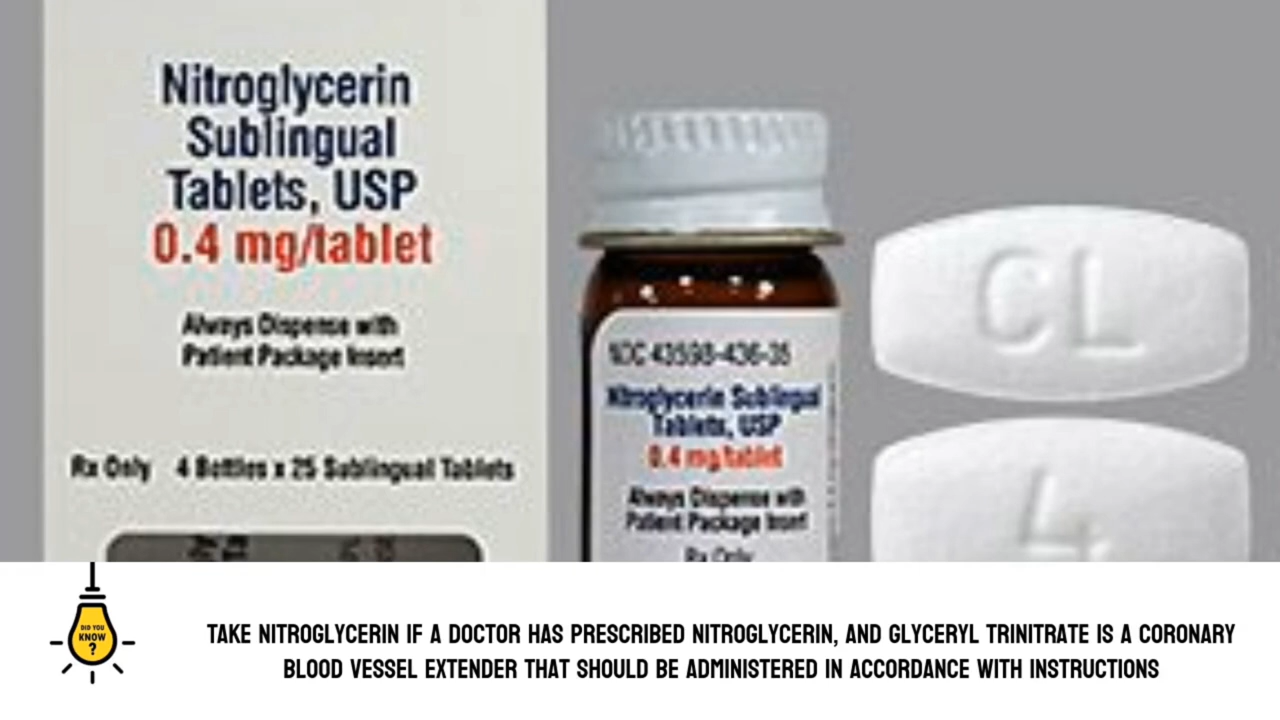 Nitroglycerin
Sublingual
Tablets, USP
0.4 mg/tablet
Always Dispense with
Patient Package Insert
Rx Only 4 Bottles x 25 Sublingual Tablets
NDC 43598-436-35
Nitroglycerin Sublingual
Tablets, USP
0.4 mg/tablet
Always Dispense with
Patient Package Insert
Rx Only
CL
4
DID YOU
KNOW
?
TAKE NITROGLYCERIN IF A DOCTOR HAS PRESCRIBED NITROGLYCERIN, AND GLYCERYL TRINITRATE IS A CORONARY
BLOOD VESSEL EXTENDER THAT SHOULD BE ADMINISTERED IN ACCORDANCE WITH INSTRUCTIONS